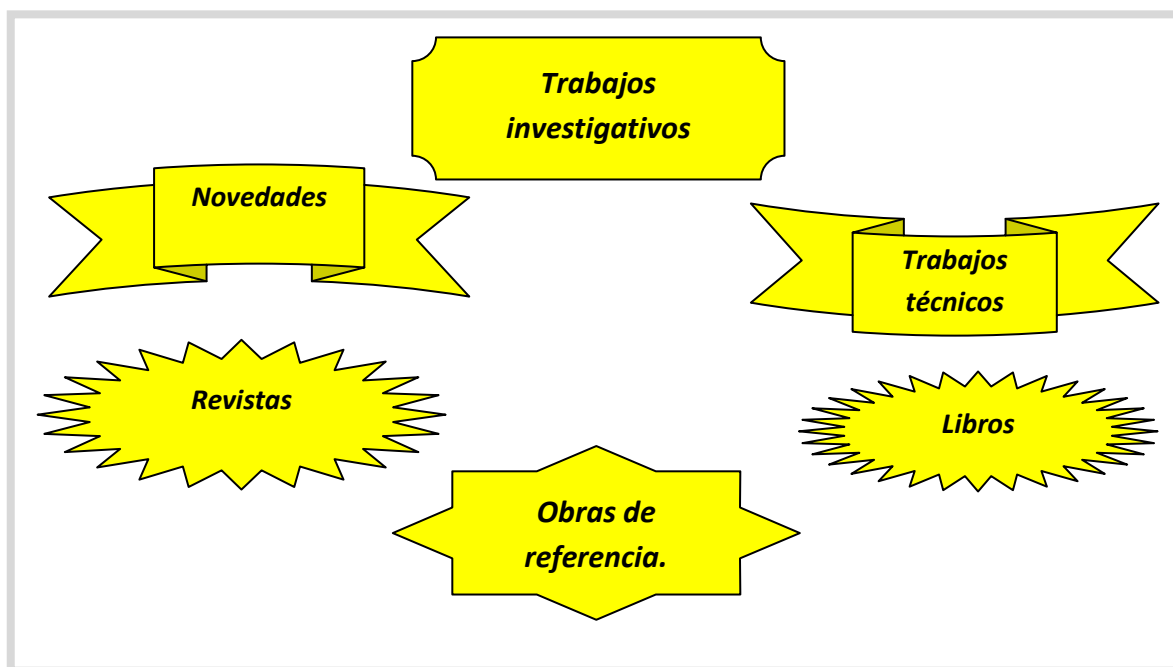 Trabajos
investigativos
Novedades
Trabajos
técnicos
Revistas
Libros
Obras de
referencia.